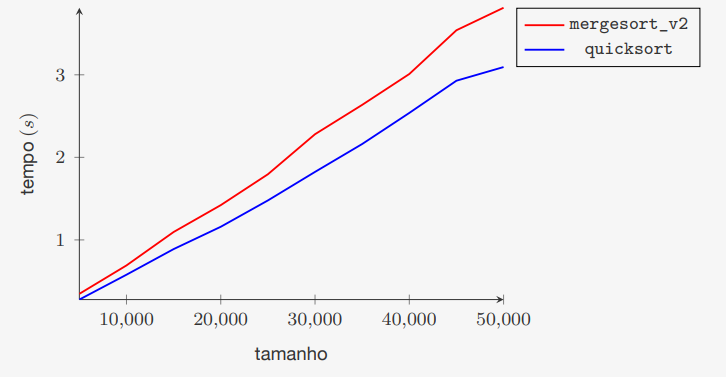 mergesort_v2
quicksort
3
2
1
tempo (s)
10,000 20,000 30,000 40,000 50,000
tamanho